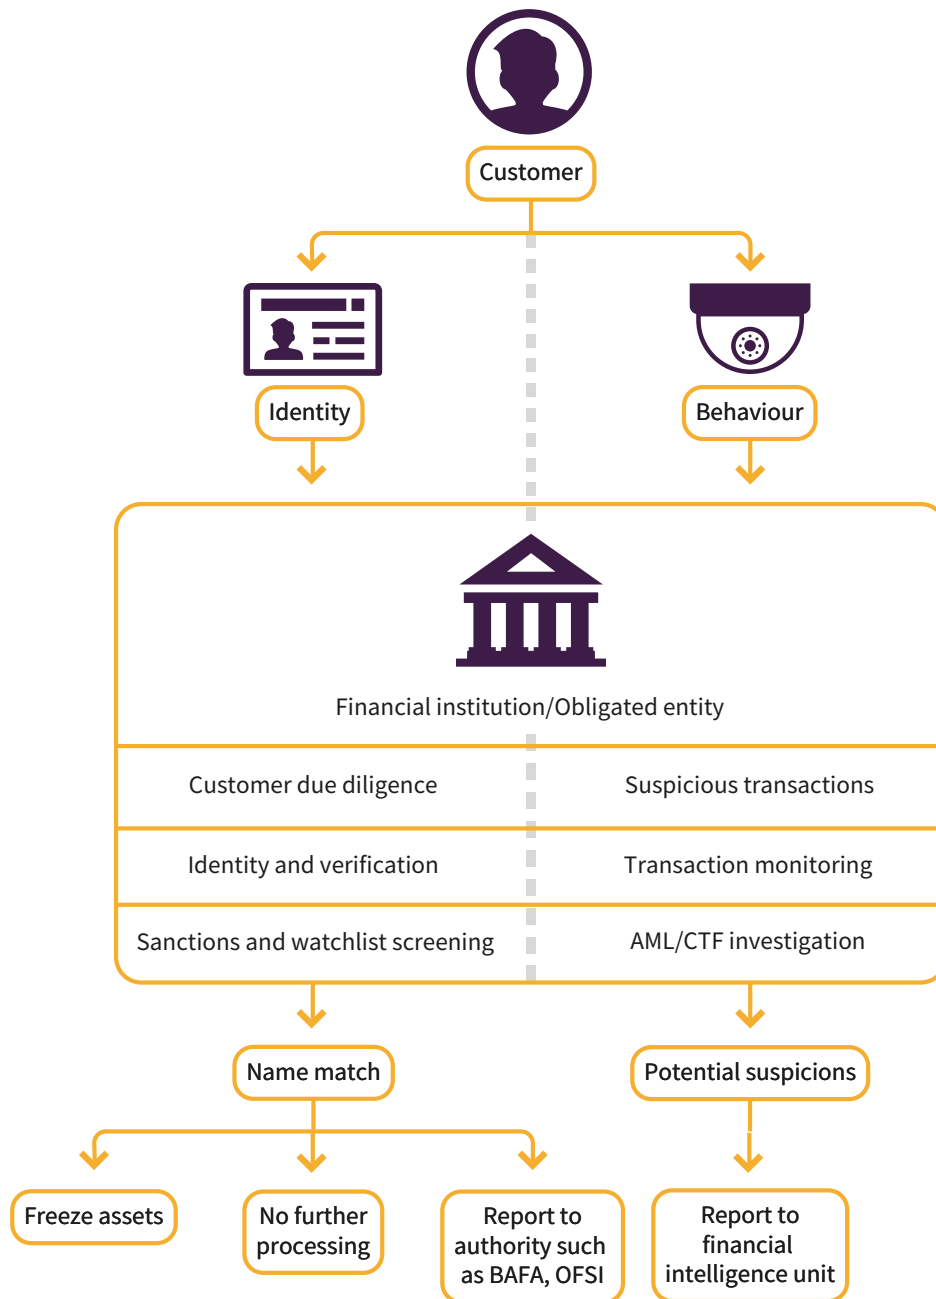 Customer
Identity
Behaviour
Financial institution/Obligated entity
Customer due diligence
Suspicious transactions
Identity and verification
Transaction monitoring
Sanctions and watchlist screening
AML/CTF investigation
Name match
Potential suspicions
Freeze assets
No further
processing
Report to
authority such
as BAFA, OFSI
Report to
financial
intelligence unit